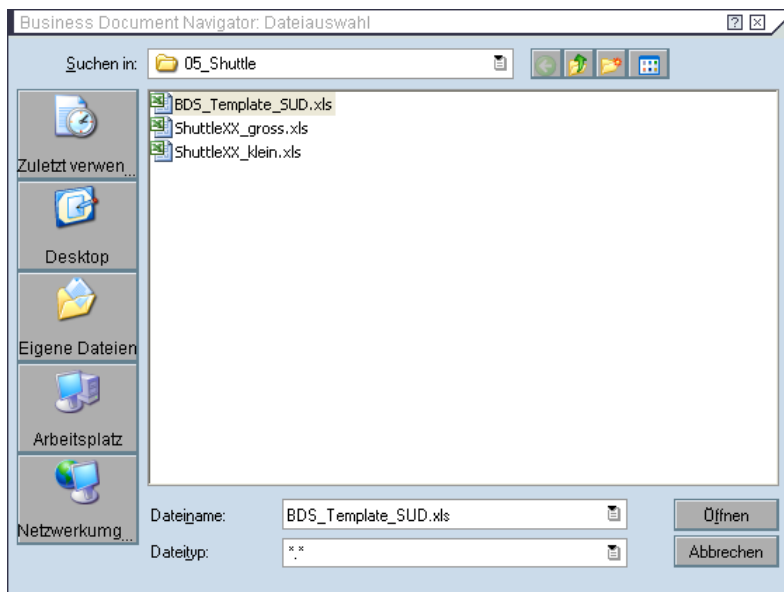 Business Document Navigator: Dateiauswahl
Suchen in: 05_Shuttle
BDS_Template_SUD.xls
ShuttleXX_gross.xls
ShuttleXX_klein.xls
Zuletzt verwen...
Desktop
Eigene Dateien
Arbeitsplatz
Netzwerkumg...
Dateiname: BDS_Template_SUD.xls Öffnen
Dateityp: *.* Abbrechen